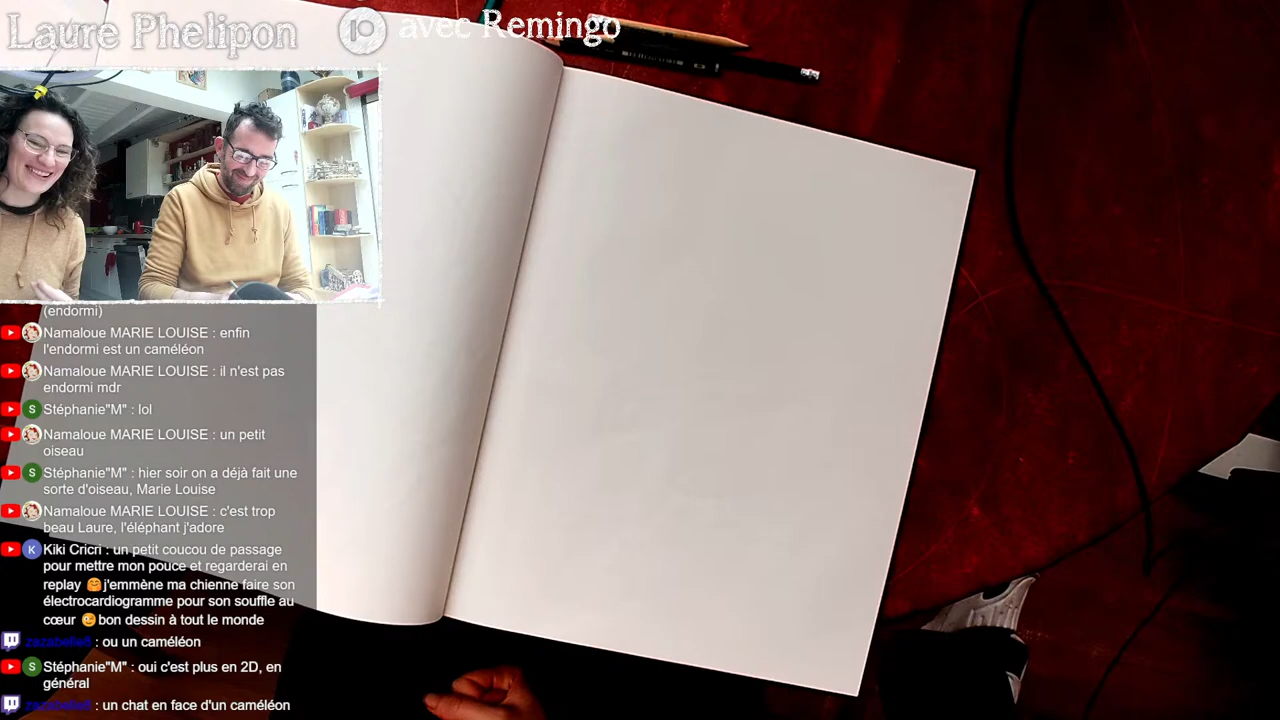 Laure Phelipon avec Remingo
(endormi)
Namaloue MARIE LOUISE : enfin
l'endormi est un caméléon
Namaloue MARIE LOUISE : il n'est pas
endormi mdr
S Stéphanie"M" : lol
Namaloue MARIE LOUISE : un petit
oiseau
S Stéphanie"M" : hier soir on a déjà fait une
sorte d'oiseau, Marie Louise
Namaloue MARIE LOUISE : c'est trop
beau Laure, l'éléphant j'adore
K Kiki Cricri : un petit coucou de passage
pour mettre mon pouce et regarderai en
replay 🤗j'emmène ma chienne faire son
électrocardiogramme pour son souffle au
cœur 😉bon dessin à tout le monde
: ou un caméléon
S Stéphanie"M" : oui c'est plus en 2D, en
général
: un chat en face d'un caméléon